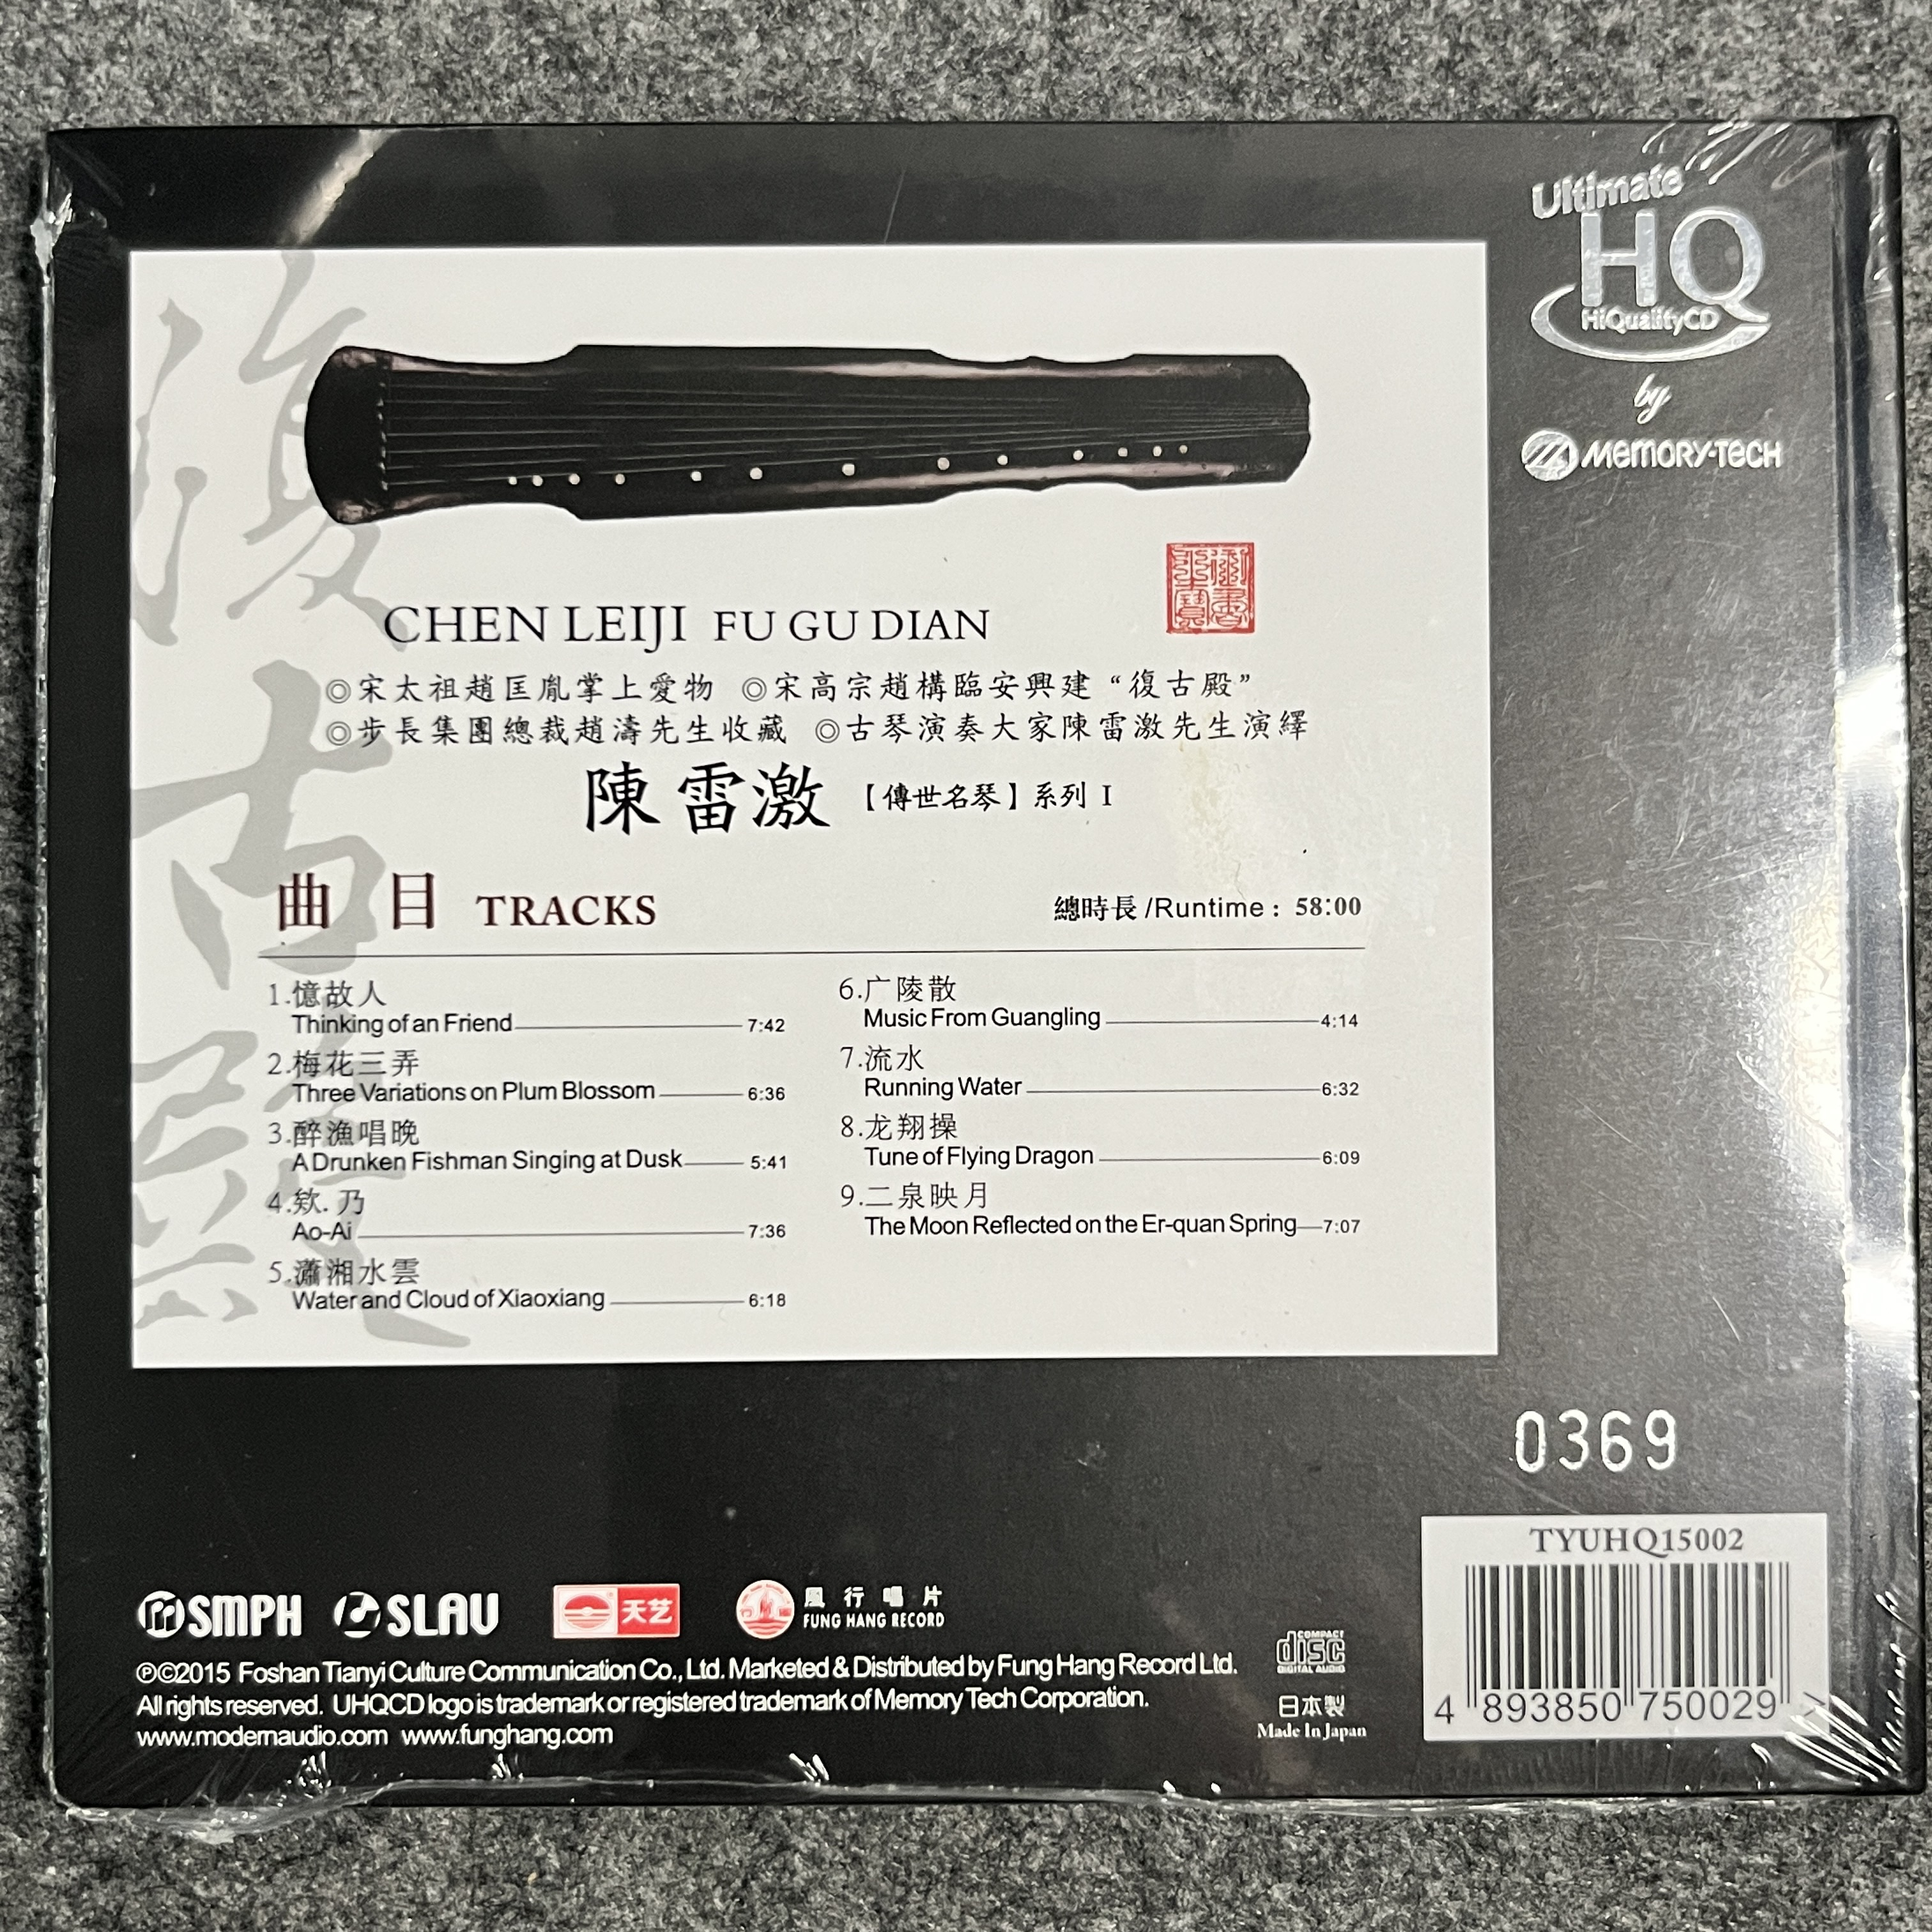 Ultimate
HQ
HiQualityCD
by
MEMORY-TECH
復古殿
CHEN LEIJI FU GU DIAN
◎宋太祖趙匡胤掌上愛物 ◎宋高宗趙構臨安興建“復古殿”
◎步長集團總裁趙濤先生收藏 ◎古琴演奏大家陳雷激先生演繹
陳雷激 【傳世名琴】系列 I
曲目 TRACKS
總時長/Runtime: 58:00
1.憶故人
Thinking of an Friend 7:42
2.梅花三弄
Three Variations on Plum Blossom 6:36
3.醉漁唱晚
A Drunken Fishman Singing at Dusk 5:41
4.欸.乃
Ao-Ai 7:36
5.瀟湘水雲
Water and Cloud of Xiaoxiang 6:18
6.广陵散
Music From Guangling 4:14
7.流水
Running Water 6:32
8.龙翔操
Tune of Flying Dragon 6:09
9.二泉映月
The Moon Reflected on the Er-quan Spring 7:07
0369
TYUHQ15002
4 893850 750029 >
SMPH SLAV 天艺 風行唱片
FUNG HANG RECORD
℗©2015 Foshan Tianyi Culture Communication Co., Ltd. Marketed & Distributed by Fung Hang Record Ltd.
All rights reserved. UHQCD logo is trademark or registered trademark of Memory Tech Corporation.
www.modernaudio.com www.funghang.com
COMPACT
disc
DIGITAL AUDIO
日本製
Made In Japan